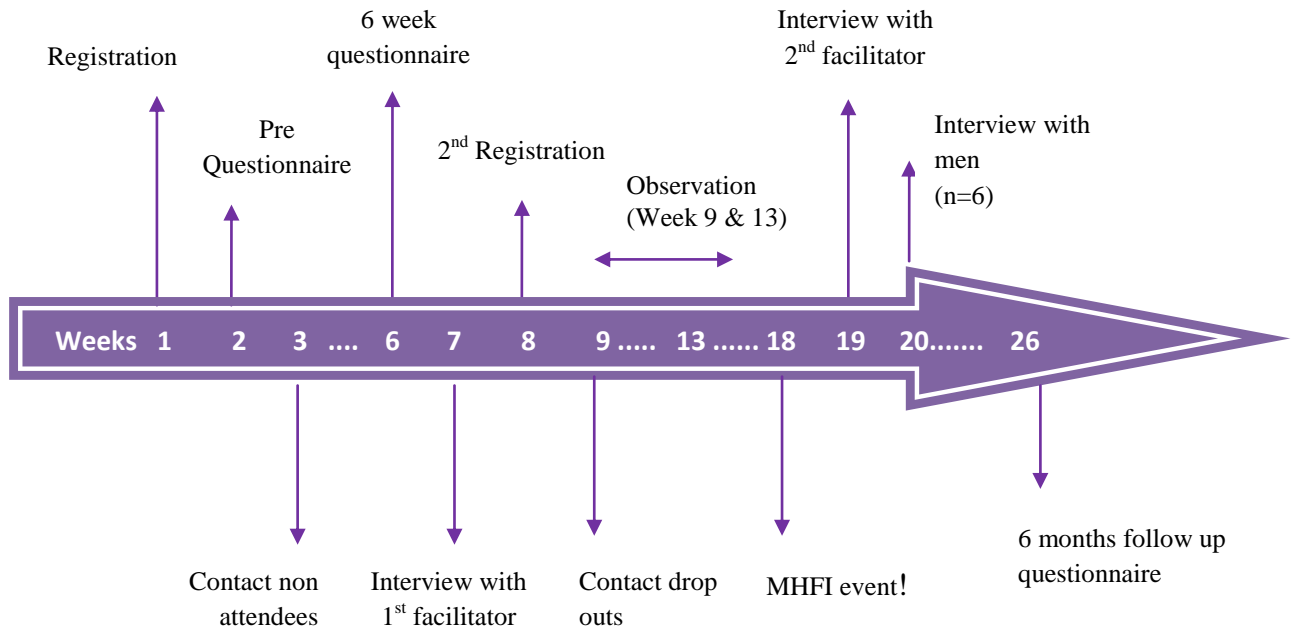 Registration
6 week
questionnaire
Interview with
2nd facilitator
Pre
Questionnaire
2nd Registration
Observation
(Week 9 & 13)
Interview with
men
(n=6)
Weeks 1 2 3 .... 6 7 8 9 ..... 13 ...... 18 19 20....... 26
Contact non
attendees
Interview with
1st facilitator
Contact drop
outs
MHFI event!
6 months follow up
questionnaire